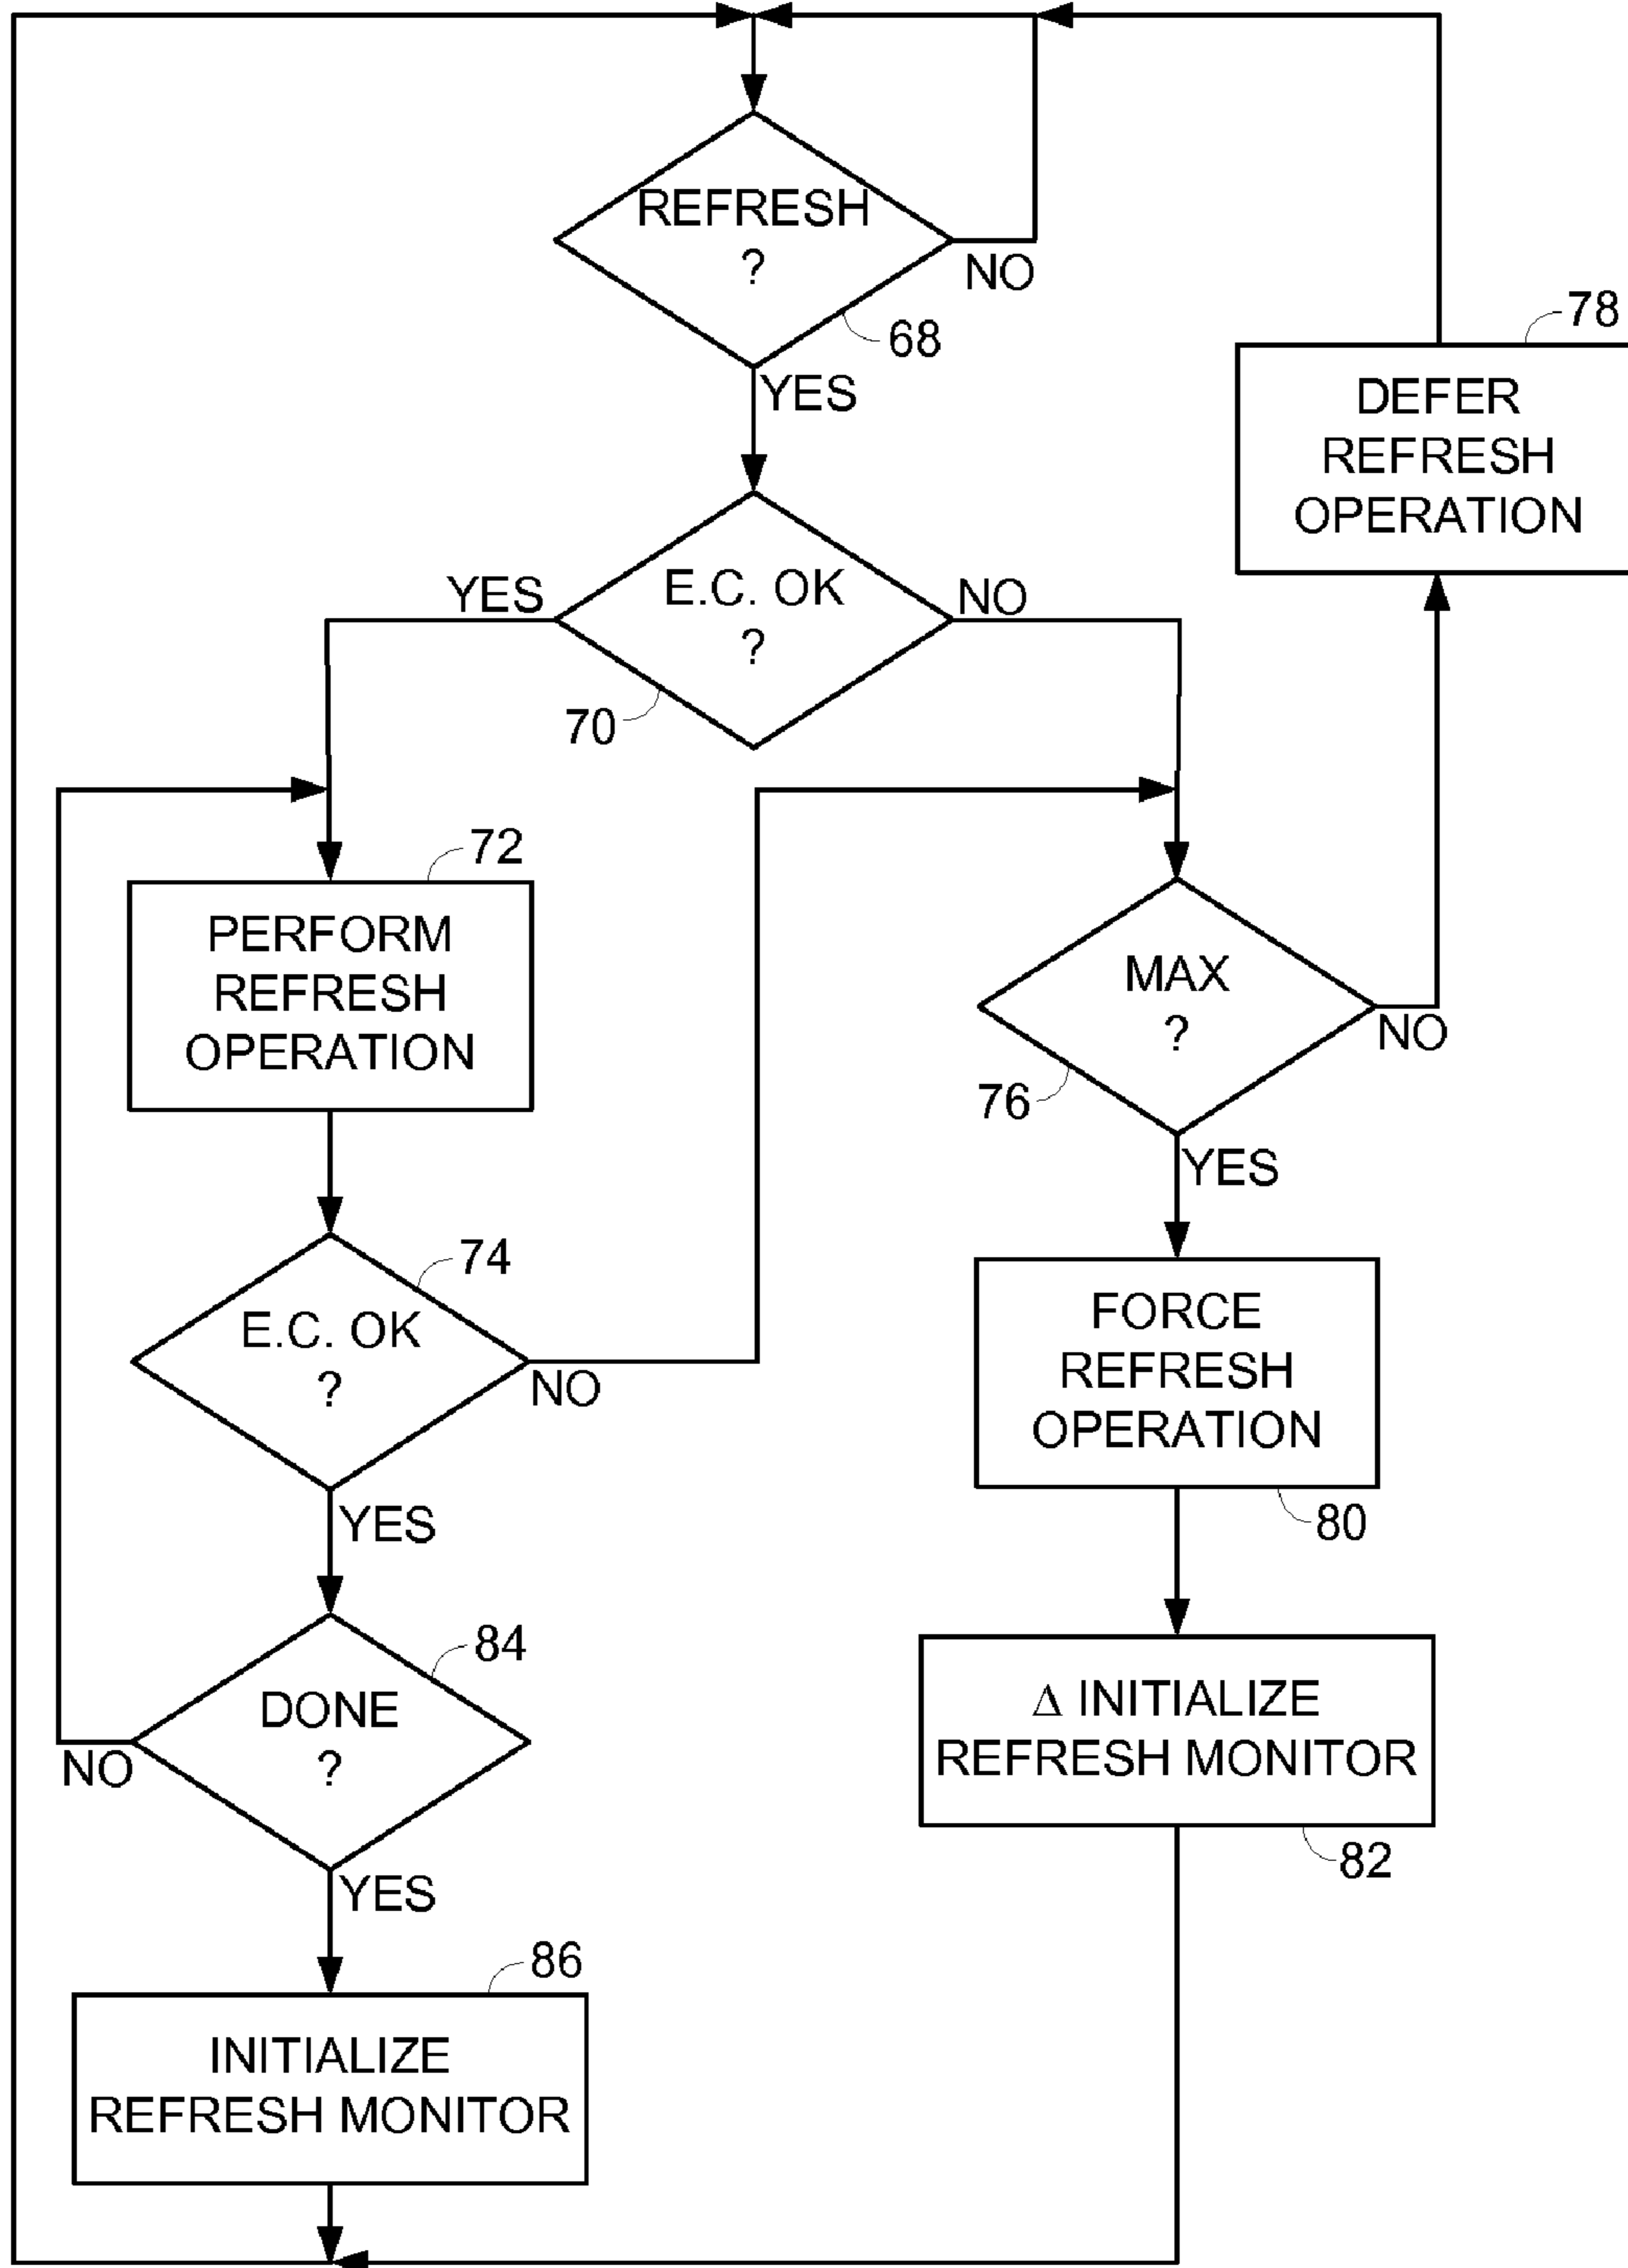 REFRESH
?
NO
68
YES
78
DEFER
REFRESH
OPERATION
YES
E.C. OK
?
NO
70
72
PERFORM
REFRESH
OPERATION
MAX
?
NO
76
YES
74
E.C. OK
?
NO
YES
FORCE
REFRESH
OPERATION
80
84
DONE
?
NO
YES
Δ INITIALIZE
REFRESH MONITOR
82
86
INITIALIZE
REFRESH MONITOR